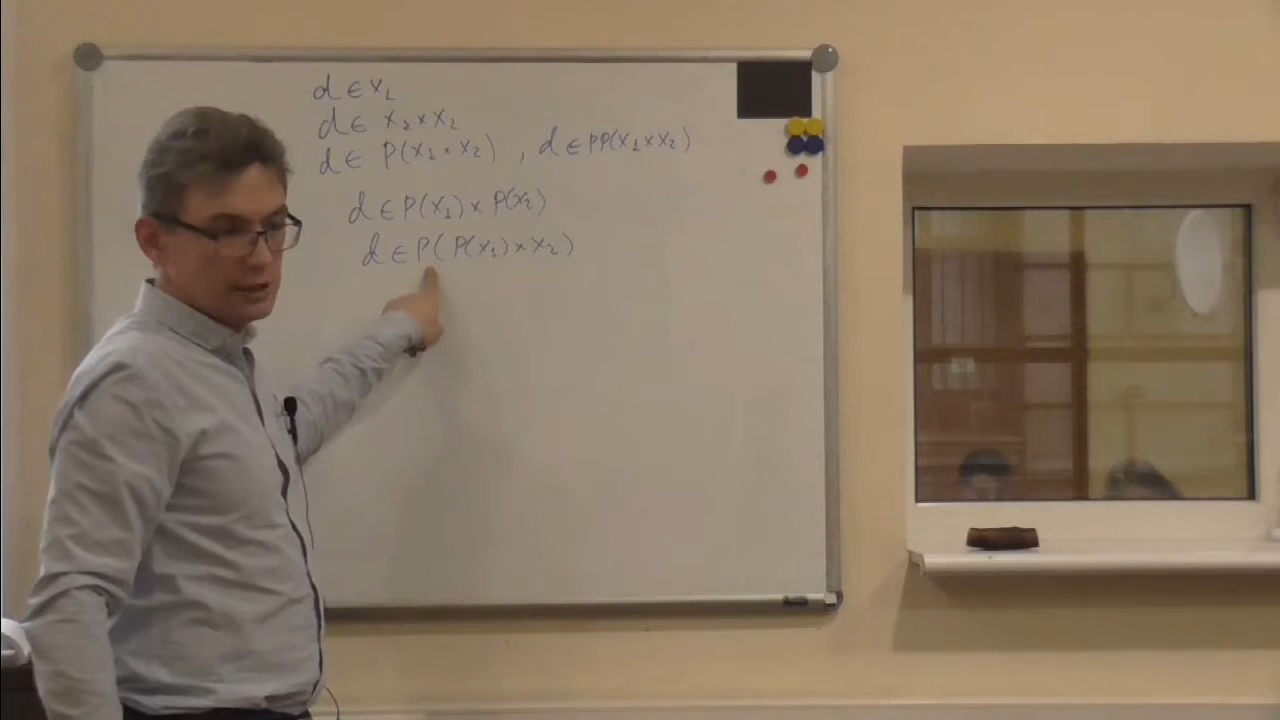 d ∈ X₁
d ∈ X₁ × X₂
d ∈ P(X₁ × X₂) , d ∈ PP(X₁ × X₂)
d ∈ P(X₁) × P(X₂)
d ∈ P(P(X₁) × X₂)